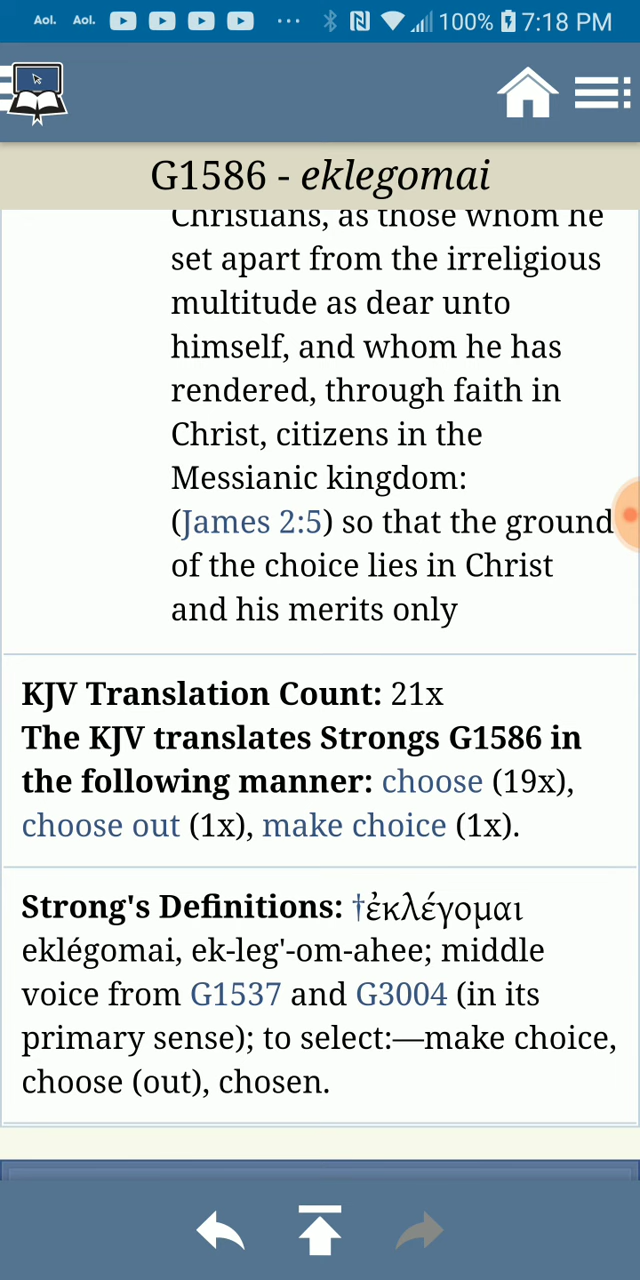 Aol. Aol. ... 100% 7:18 PM
G1586 - eklegomai
Christians, as those whom he
set apart from the irreligious
multitude as dear unto
himself, and whom he has
rendered, through faith in
Christ, citizens in the
Messianic kingdom:
(James 2:5) so that the ground
of the choice lies in Christ
and his merits only
KJV Translation Count: 21x
The KJV translates Strongs G1586 in
the following manner: choose (19x),
choose out (1x), make choice (1x).
Strong's Definitions: †ἐκλέγομαι
eklégomai, ek-leg'-om-ahee; middle
voice from G1537 and G3004 (in its
primary sense); to select:—make choice,
choose (out), chosen.